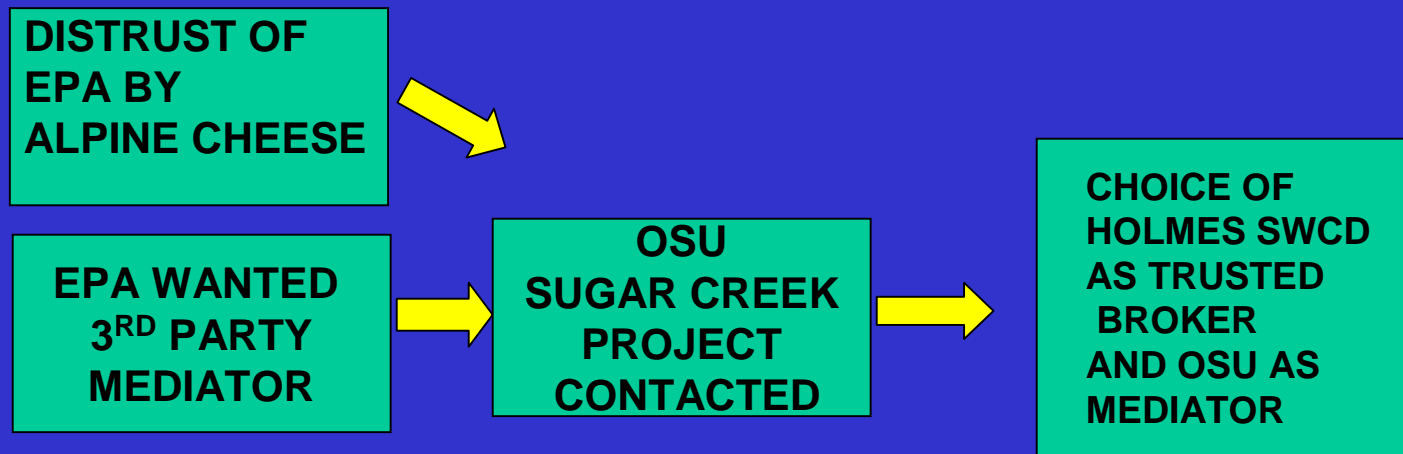 DISTRUST OF
EPA BY
ALPINE CHEESE
EPA WANTED
3RD PARTY
MEDIATOR
OSU
SUGAR CREEK
PROJECT
CONTACTED
CHOICE OF
HOLMES SWCD
AS TRUSTED
BROKER
AND OSU AS
MEDIATOR